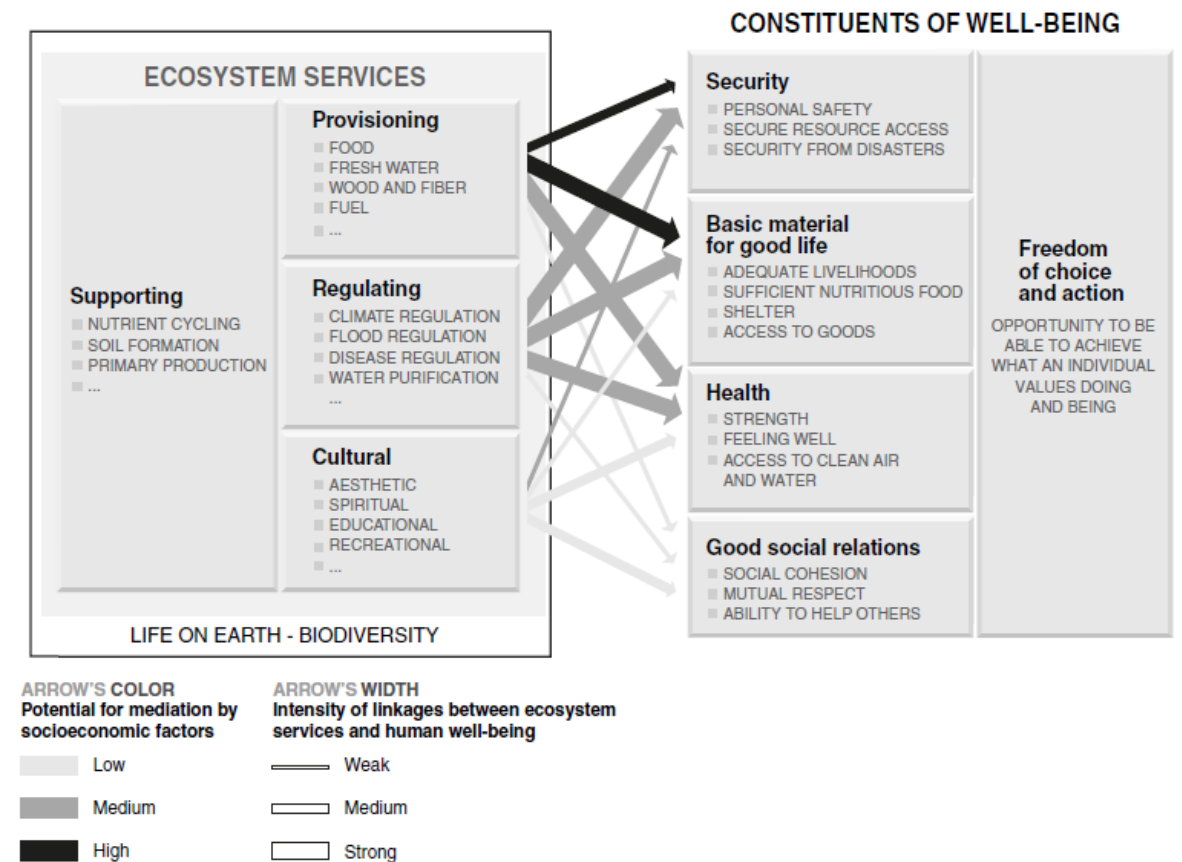 CONSTITUENTS OF WELL-BEING
ECOSYSTEM SERVICES
Supporting
NUTRIENT CYCLING
SOIL FORMATION
PRIMARY PRODUCTION
...
Provisioning
FOOD
FRESH WATER
WOOD AND FIBER
FUEL
...
Regulating
CLIMATE REGULATION
FLOOD REGULATION
DISEASE REGULATION
WATER PURIFICATION
...
Cultural
AESTHETIC
SPIRITUAL
EDUCATIONAL
RECREATIONAL
...
LIFE ON EARTH - BIODIVERSITY
Security
PERSONAL SAFETY
SECURE RESOURCE ACCESS
SECURITY FROM DISASTERS
Basic material
for good life
ADEQUATE LIVELIHOODS
SUFFICIENT NUTRITIOUS FOOD
SHELTER
ACCESS TO GOODS
Health
STRENGTH
FEELING WELL
ACCESS TO CLEAN AIR
AND WATER
Good social relations
SOCIAL COHESION
MUTUAL RESPECT
ABILITY TO HELP OTHERS
Freedom
of choice
and action
OPPORTUNITY TO BE
ABLE TO ACHIEVE
WHAT AN INDIVIDUAL
VALUES DOING
AND BEING
ARROW'S COLOR
Potential for mediation by
socioeconomic factors
Low
Medium
High
ARROW'S WIDTH
Intensity of linkages between ecosystem
services and human well-being
Weak
Medium
Strong